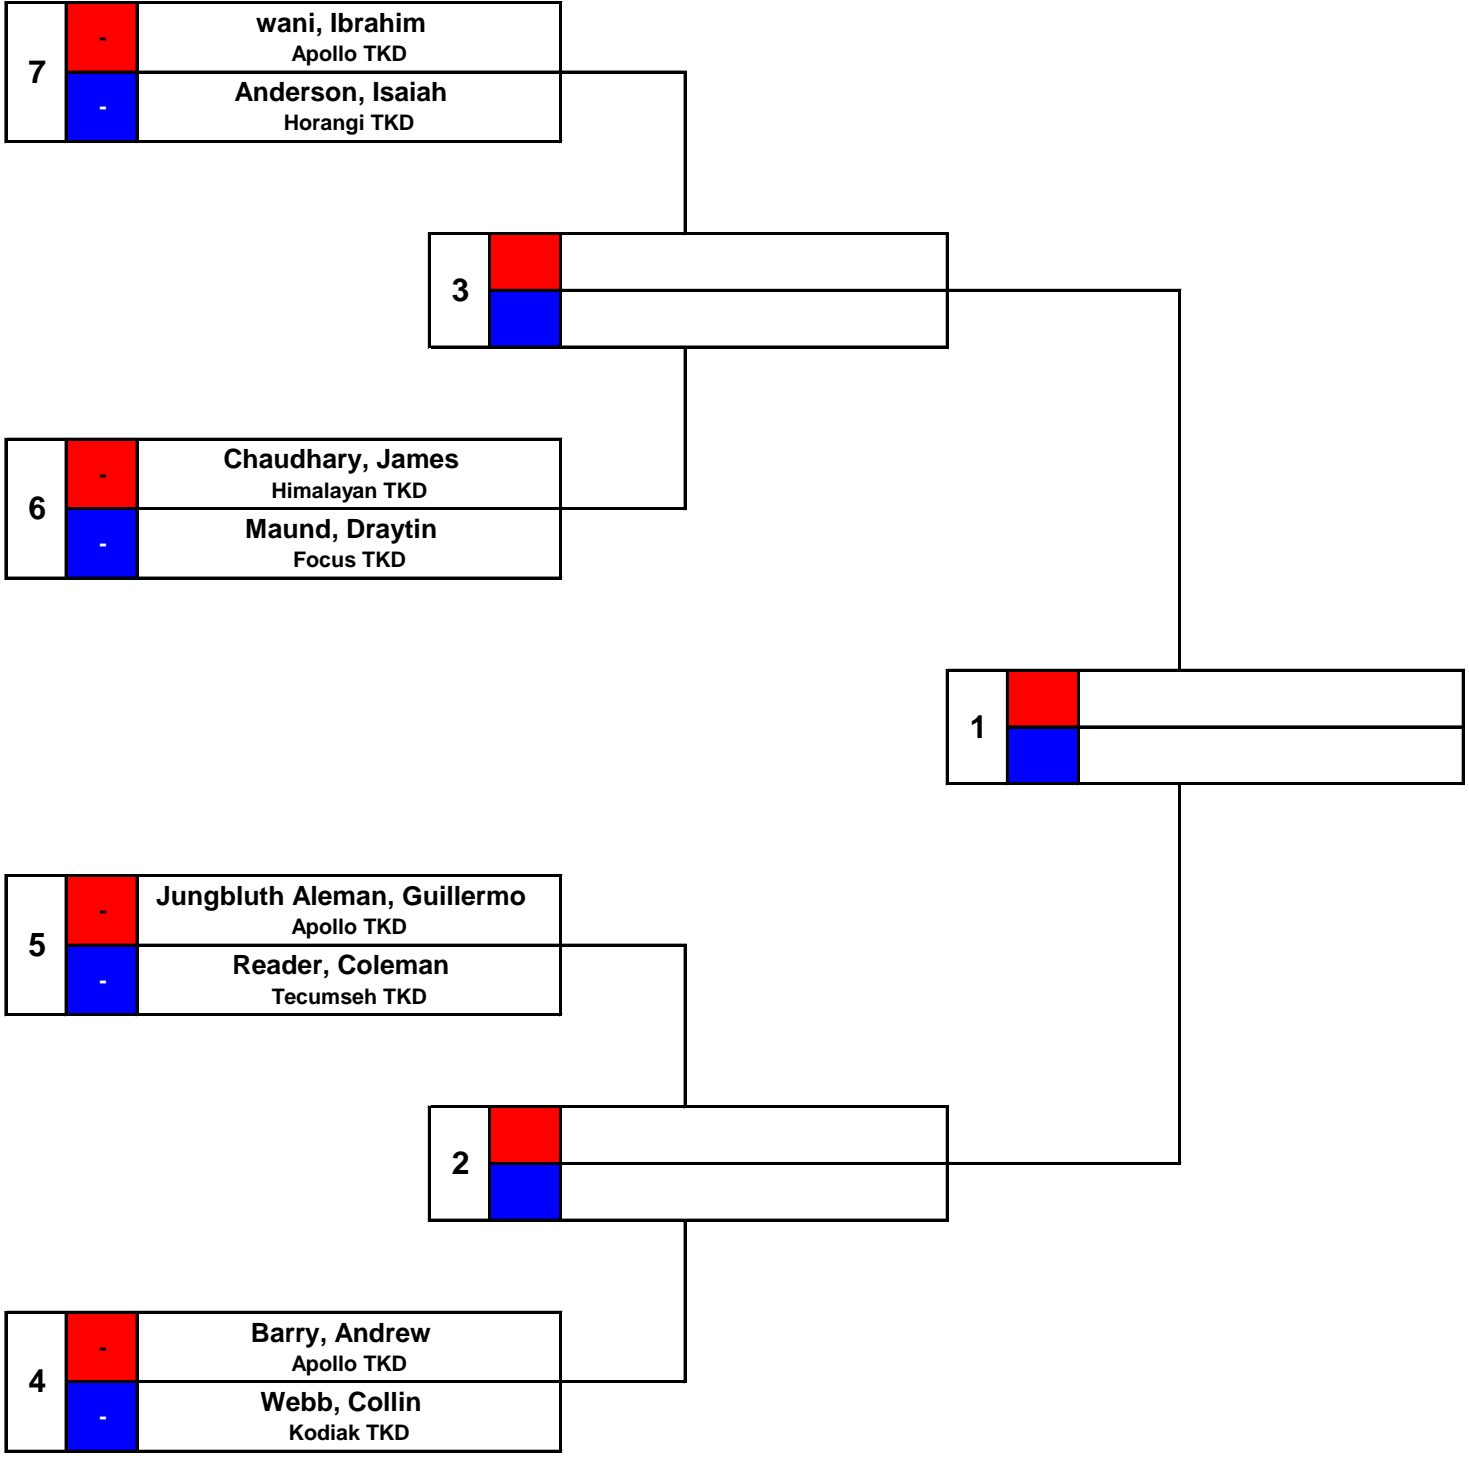 7
-
wani, Ibrahim
Apollo TKD
-
Anderson, Isaiah
Horangi TKD
3
6
-
Chaudhary, James
Himalayan TKD
-
Maund, Draytin
Focus TKD
1
5
-
Jungbluth Aleman, Guillermo
Apollo TKD
-
Reader, Coleman
Tecumseh TKD
2
4
-
Barry, Andrew
Apollo TKD
-
Webb, Collin
Kodiak TKD